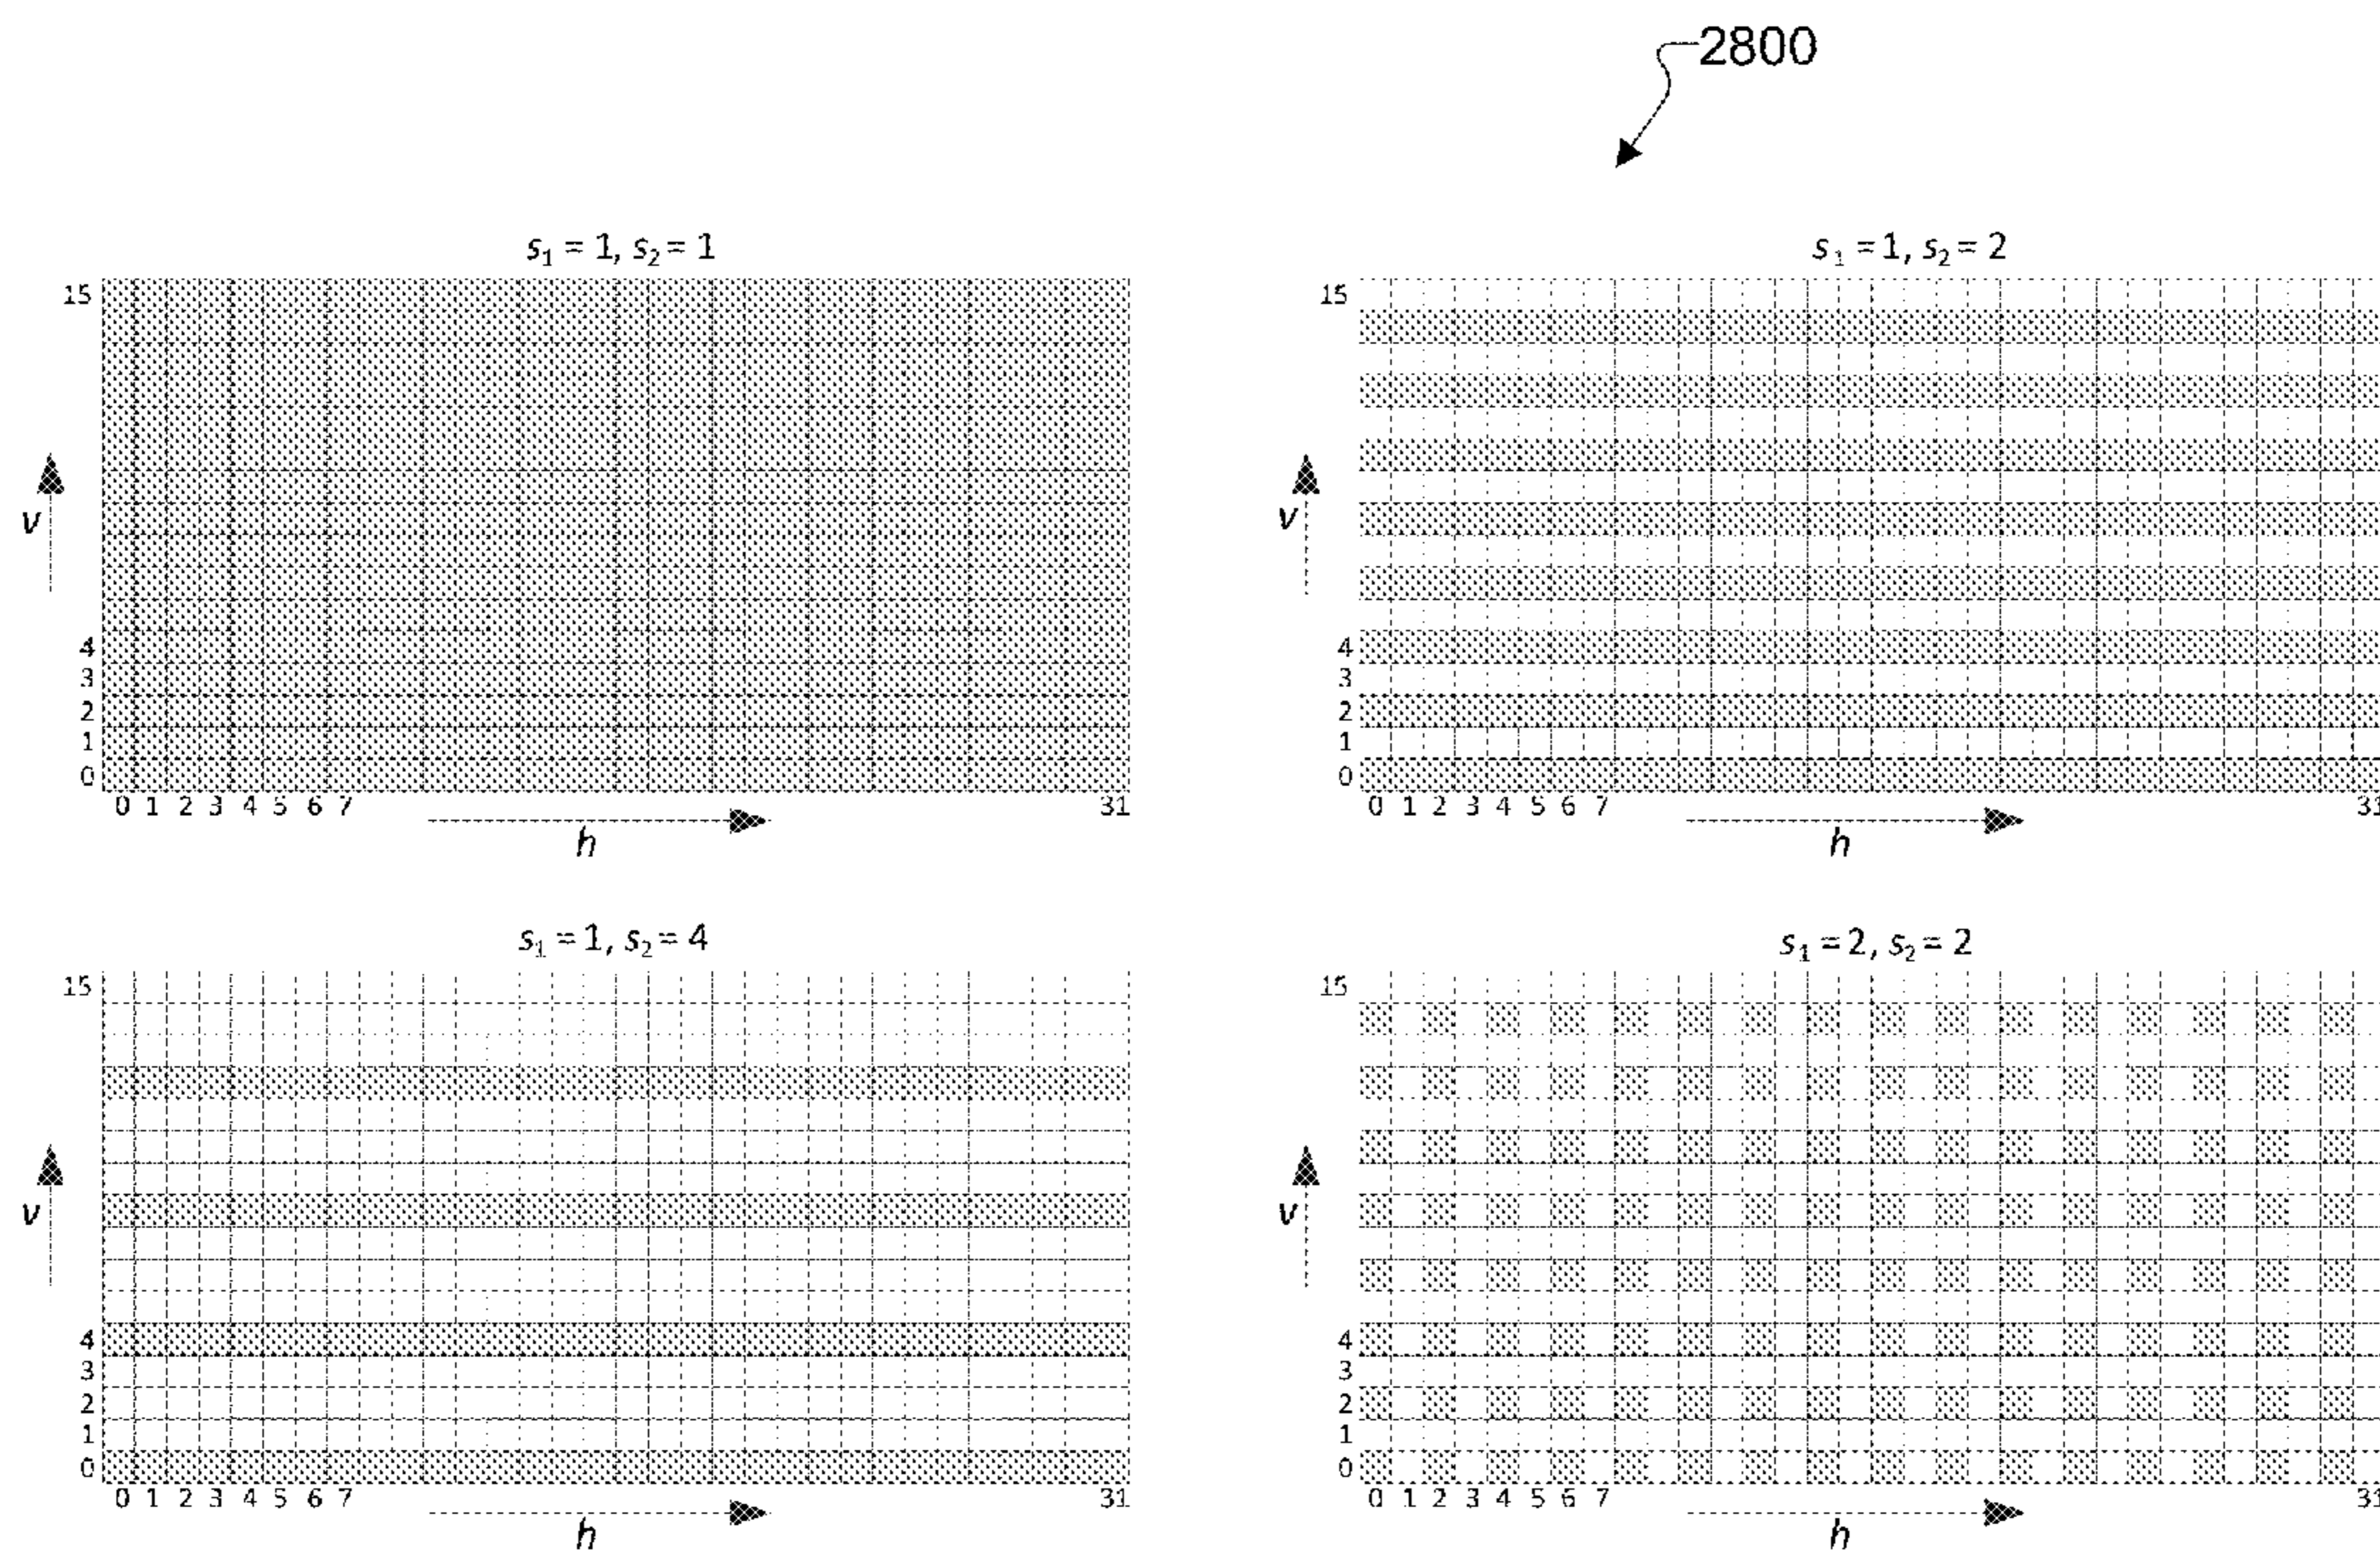 2800
s₁ = 1, s₂ = 1
15
v
4
3
2
1
0
0 1 2 3 4 5 6 7 31
h
s₁ = 1, s₂ = 2
15
v
4
3
2
1
0
0 1 2 3 4 5 6 7 31
h
s₁ = 1, s₂ = 4
15
v
4
3
2
1
0
0 1 2 3 4 5 6 7 31
h
s₁ = 2, s₂ = 2
15
v
4
3
2
1
0
0 1 2 3 4 5 6 7 31
h